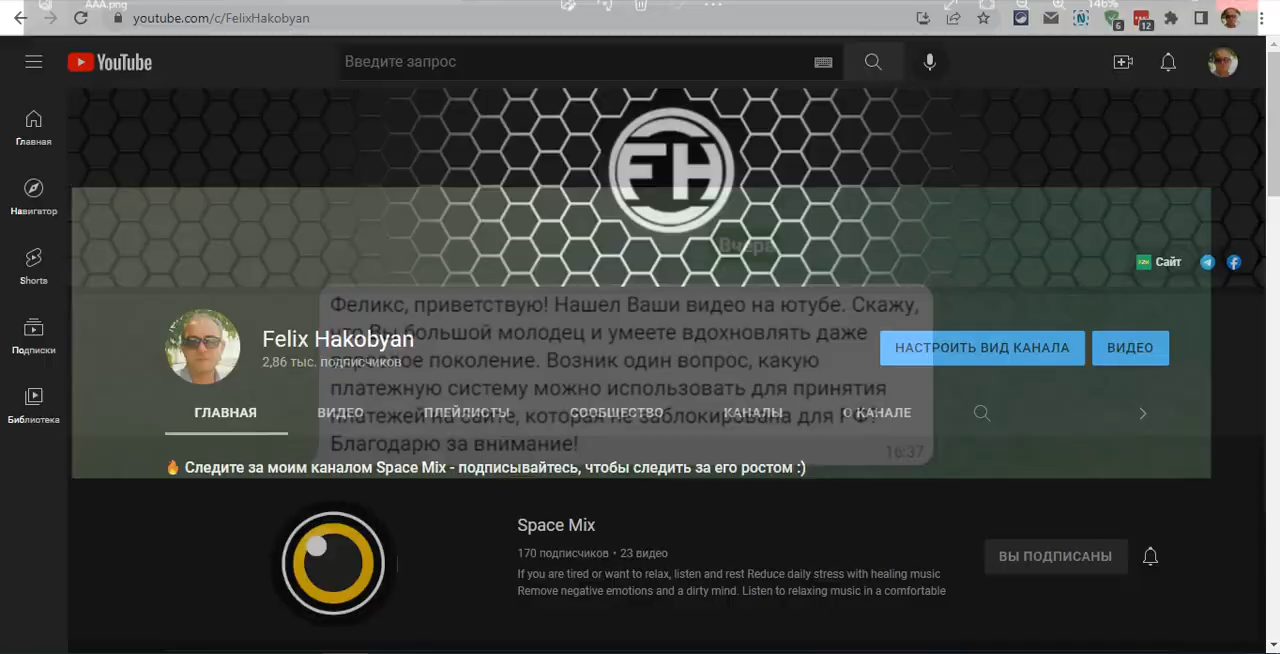 AAA.png
146%
youtube.com/c/FelixHakobyan
6
12
YouTube
Введите запрос
Главная
Навигатор
Shorts
Подписки
Библиотека
FH
Вчера
Сайт
Феликс, приветствую! Нашел Ваши видео на ютубе. Скажу,
что Вы большой молодец и умеете вдохновлять даже
поколение. Возник один вопрос, какую
платежную систему можно использовать для принятия
платежей на сайте, которая не заблокирована для РФ?
Благодарю за внимание!
16:37
Felix Hakobyan
2,86 тыс. подписчиков
НАСТРОИТЬ ВИД КАНАЛА
ВИДЕО
ГЛАВНАЯ
ВИДЕО
ПЛЕЙЛИСТЫ
СООБЩЕСТВО
КАНАЛЫ
О КАНАЛЕ
🔥 Следите за моим каналом Space Mix - подписывайтесь, чтобы следить за его ростом :)
Space Mix
170 подписчиков • 23 видео
If you are tired or want to relax, listen and rest Reduce daily stress with healing music
Remove negative emotions and a dirty mind. Listen to relaxing music in a comfortable
ВЫ ПОДПИСАНЫ